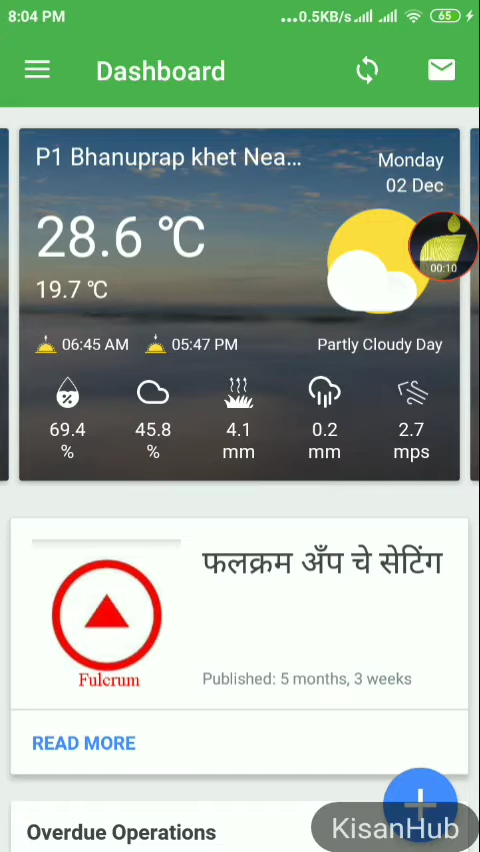 8:04 PM
...0.5KB/s
65
Dashboard
P1 Bhanuprap khet Nea...
Monday
02 Dec
28.6 ℃
19.7 ℃
00:10
06:45 AM
05:47 PM
Partly Cloudy Day
69.4 %
45.8 %
4.1 mm
0.2 mm
2.7 mps
फलक्रम अँप चे सेटिंग
Fulcrum
Published: 5 months, 3 weeks
READ MORE
Overdue Operations
KisanHub